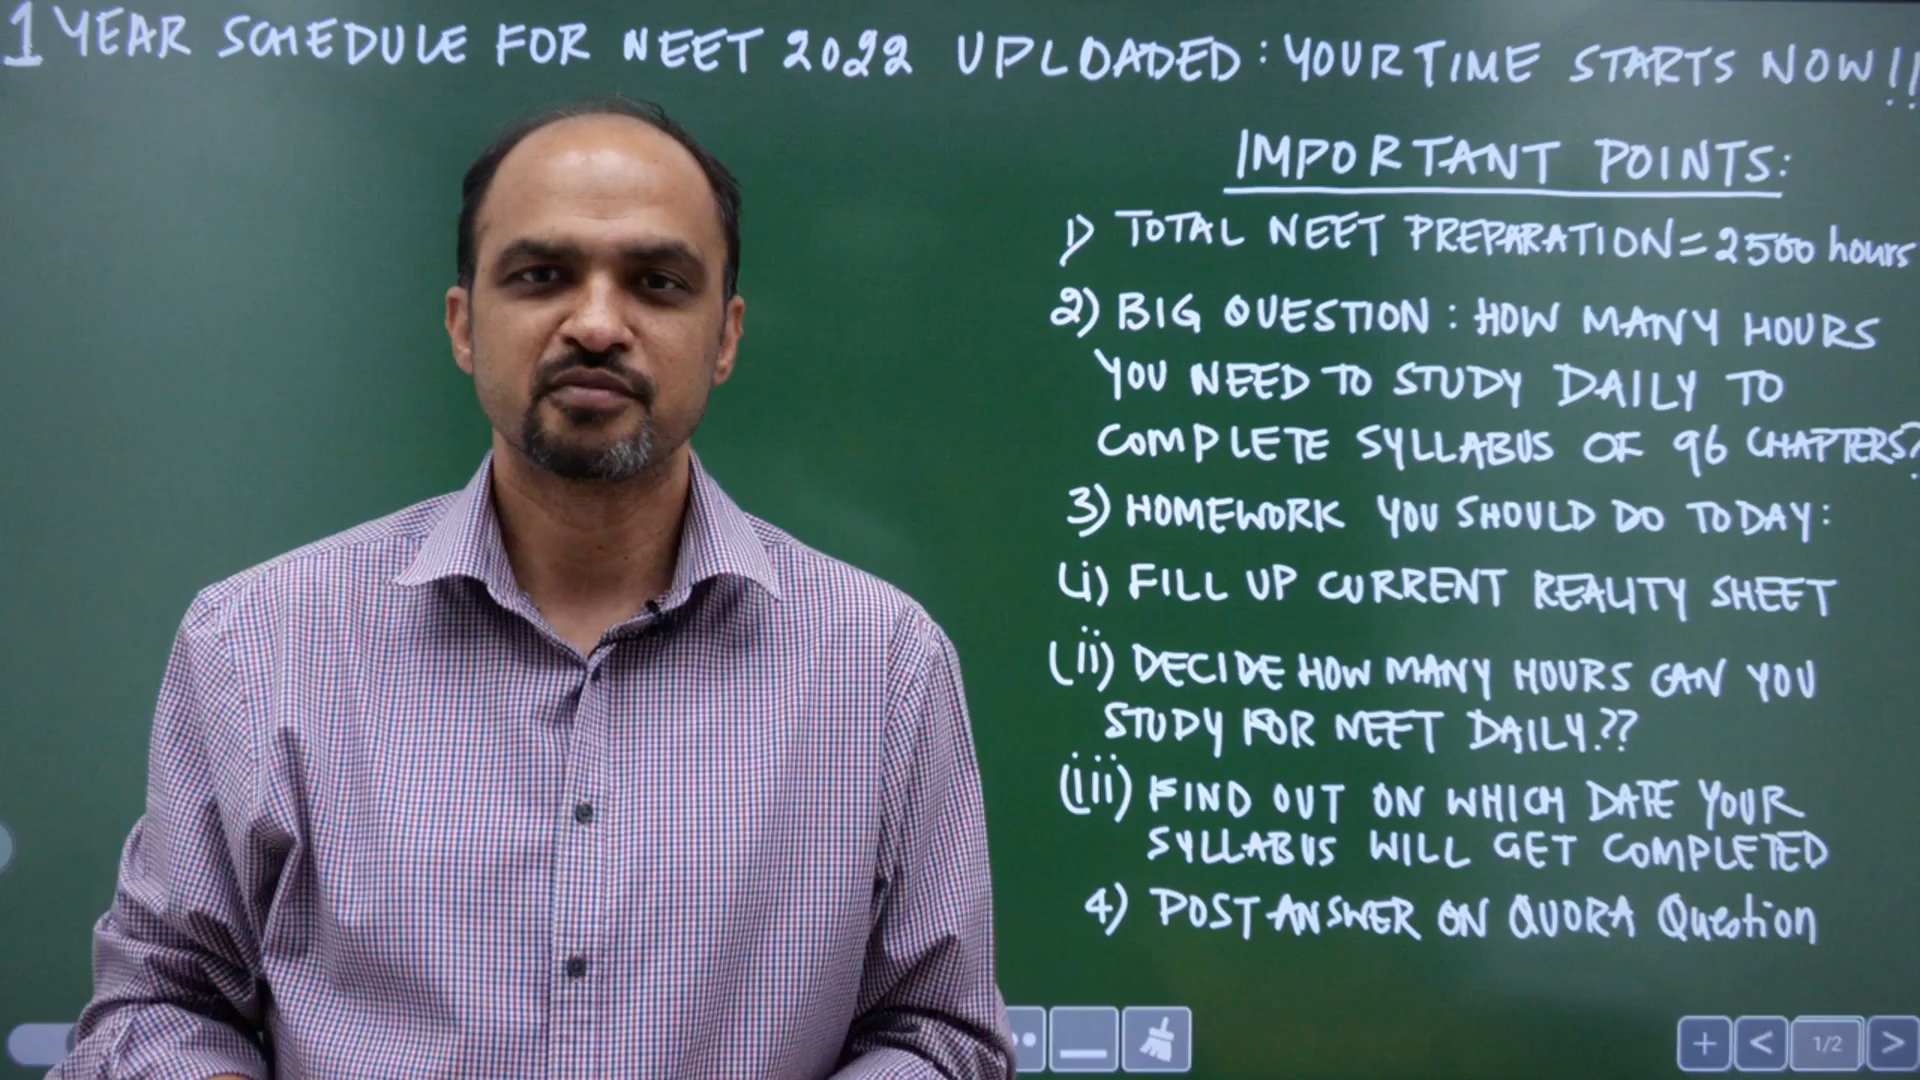 1 YEAR SCHEDULE FOR NEET 2022 UPLOADED : YOUR TIME STARTS NOW!!
IMPORTANT POINTS:
1) TOTAL NEET PREPARATION = 2500 hours
2) BIG QUESTION : HOW MANY HOURS
YOU NEED TO STUDY DAILY TO
COMPLETE SYLLABUS OF 96 CHAPTERS?
3) HOMEWORK YOU SHOULD DO TODAY:
(i) FILL UP CURRENT REALITY SHEET
(ii) DECIDE HOW MANY HOURS CAN YOU
STUDY FOR NEET DAILY.??
(iii) FIND OUT ON WHICH DATE YOUR
SYLLABUS WILL GET COMPLETED
4) POST ANSWER ON QUORA Question
+ < 1/2 >